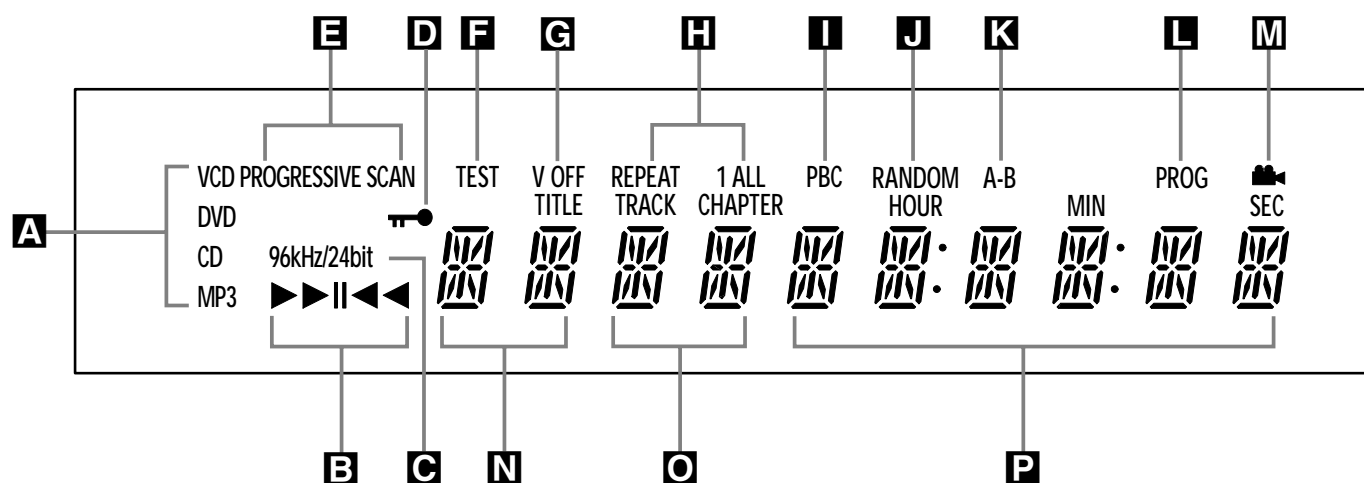 E D F G H I J K L M
VCD PROGRESSIVE SCAN TEST V OFF REPEAT 1 ALL PBC RANDOM A-B PROG
DVD TITLE TRACK CHAPTER HOUR MIN SEC
A
CD 96kHz/24bit
MP3
B C N O P